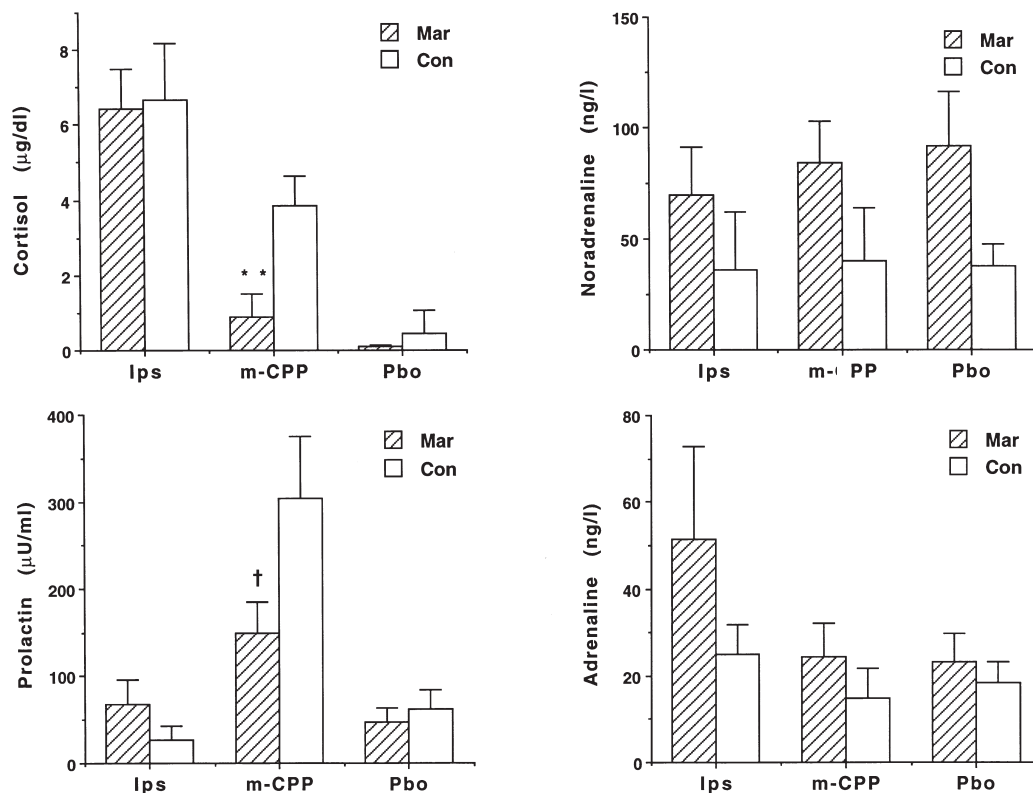 Cortisol (μg/dl)
8
6
4
2
0
Mar
Con
* *
Ips m-CPP Pbo
Noradrenaline (ng/l)
150
100
50
0
Mar
Con
Ips m-( PP Pbo
Prolactin (μU/ml)
400
300
200
100
0
Mar
Con
†
Ips m-CPP Pbo
Adrenaline (ng/l)
80
60
40
20
0
Mar
Con
Ips m-CPP Pbo